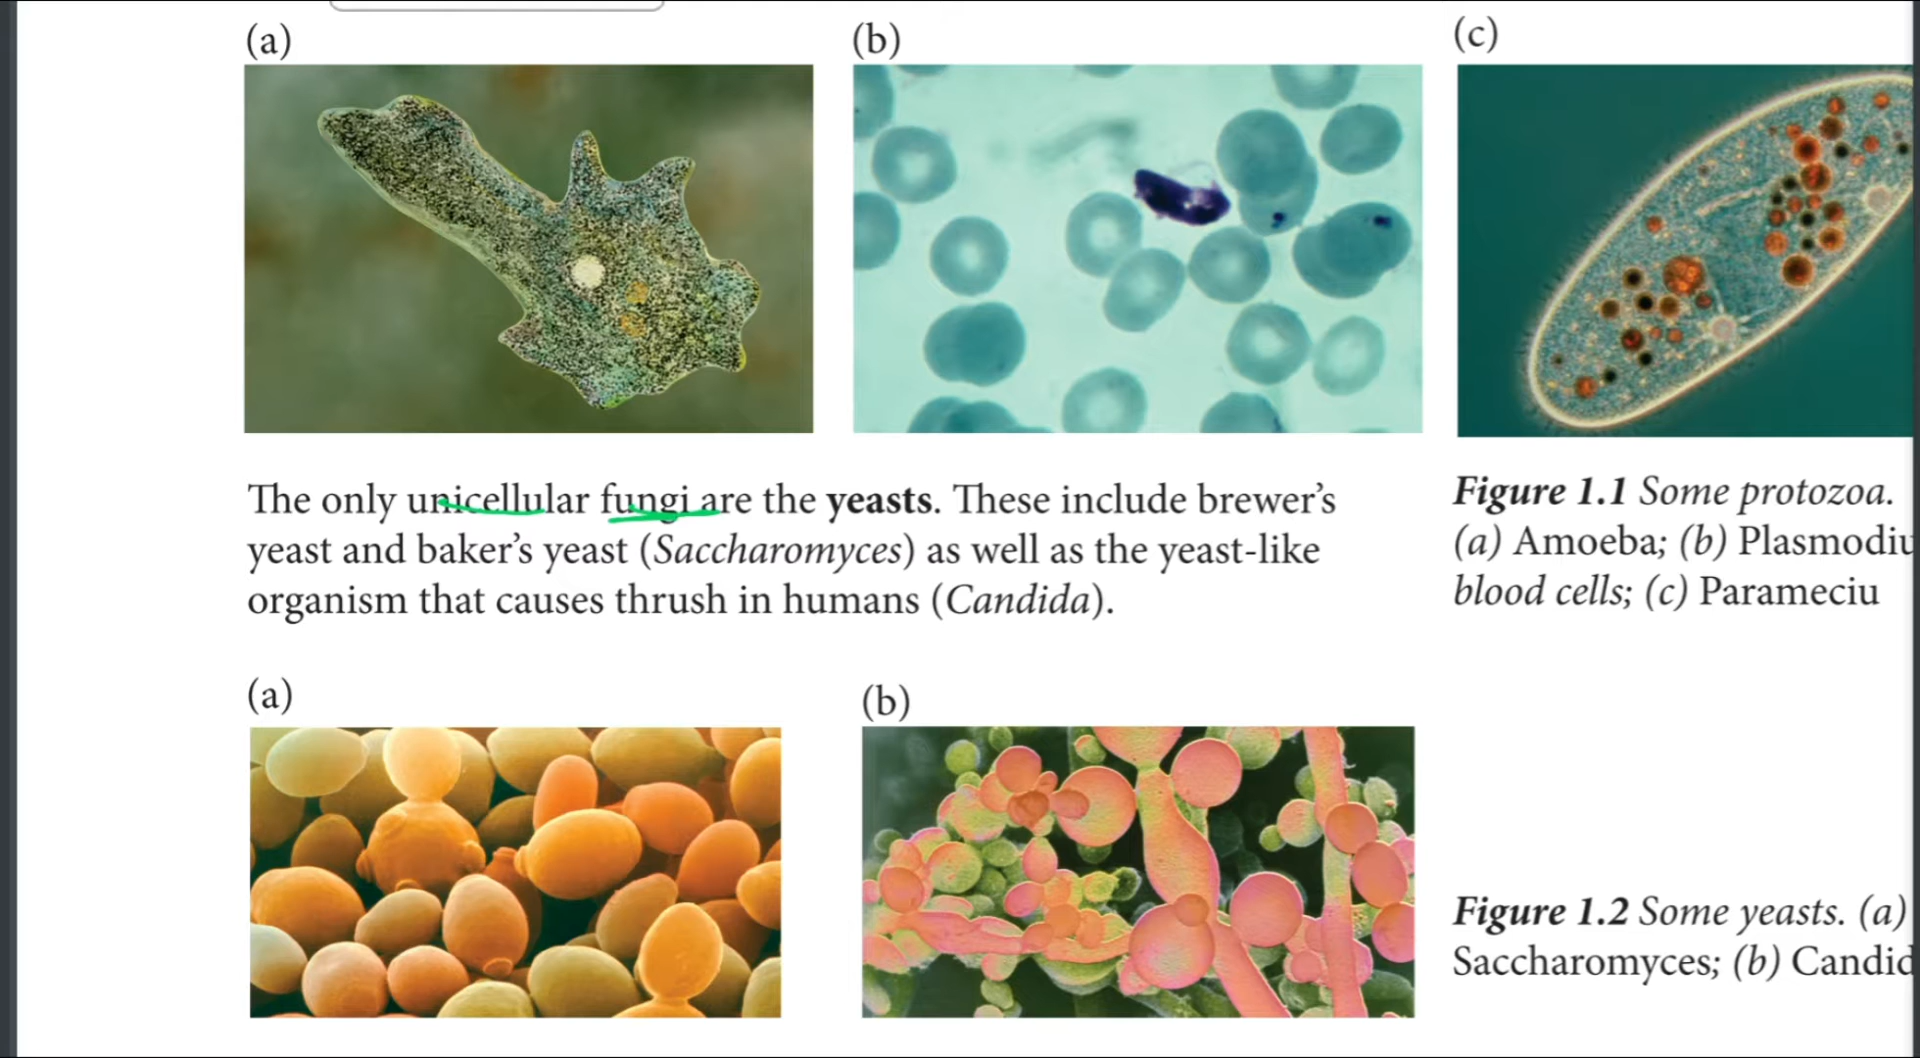 (a)
(b)
(c)
The only unicellular fungi are the yeasts. These include brewer’s
yeast and baker’s yeast (Saccharomyces) as well as the yeast-like
organism that causes thrush in humans (Candida).
Figure 1.1 Some protozoa.
(a) Amoeba; (b) Plasmodiu
blood cells; (c) Parameciu
(a)
(b)
Figure 1.2 Some yeasts. (a)
Saccharomyces; (b) Candid